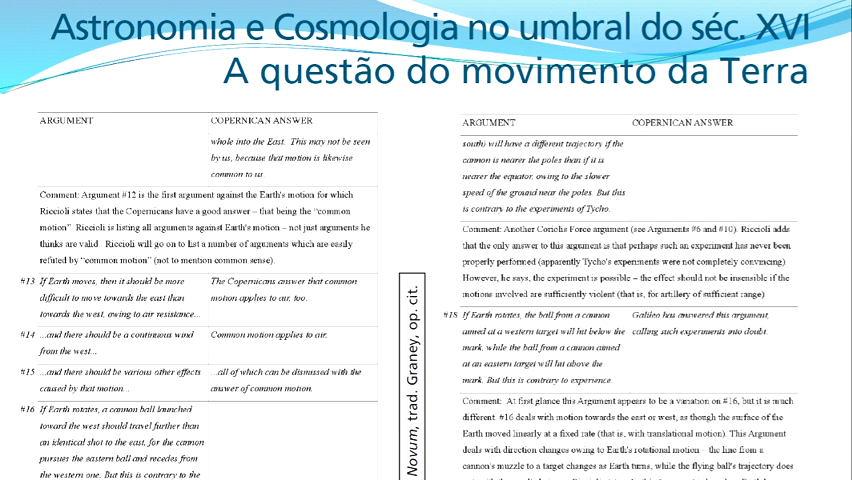 Astronomia e Cosmologia no umbral do séc. XVI
A questão do movimento da Terra
ARGUMENT COPERNICAN ANSWER
whole into the East. This may not be seen
by us, because that motion is likewise
common to us.
Comment: Argument #12 is the first argument against the Earth's motion for which
Riccioli states that the Copernicans have a good answer – that being the "common
motion". Riccioli is listing all arguments against Earth's motion – not just arguments he
thinks are valid. Riccioli will go on to list a number of arguments which are easily
refuted by "common motion" (not to mention common sense).
#13 If Earth moves, then it should be more The Copernicans answer that common
difficult to move towards the east than motion applies to air, too.
towards the west, owing to air resistance...
#14 ...and there should be a continuous wind Common motion applies to air.
from the west...
#15 ...and there should be various other effects ...all of which can be dismissed with the
caused by that motion... answer of common motion.
#16 If Earth rotates, a cannon ball launched
toward the west should travel further than
an identical shot to the east, for the cannon
pursues the eastern ball and recedes from
the western one. But this is contrary to the
Novum, trad. Graney, op. cit.
ARGUMENT COPERNICAN ANSWER
south) will have a different trajectory if the
cannon is nearer the poles than if it is
nearer the equator, owing to the slower
speed of the ground near the poles. But this
is contrary to the experiments of Tycho.
Comment: Another Coriolis Force argument (see Arguments #6 and #10). Riccioli adds
that the only answer to this argument is that perhaps such an experiment has never been
properly performed (apparently Tycho's experiments were not completely convincing).
However, he says, the experiment is possible – the effect should not be insensible if the
motions involved are sufficiently violent (that is, for artillery of sufficient range).
#18 If Earth rotates, the ball from a cannon Galileo has answered this argument,
aimed at a western target will hit below the calling such experiments into doubt.
mark, while the ball from a cannon aimed
at an eastern target will hit above the
mark. But this is contrary to experience.
Comment: At first glance this Argument appears to be a variation on #16, but it is much
different. #16 deals with motion towards the east or west, as though the surface of the
Earth moved linearly at a fixed rate (that is, with translational motion). This Argument
deals with direction changes owing to Earth's rotational motion – the line from a
cannon's muzzle to a target changes as Earth turns, while the flying ball's trajectory does